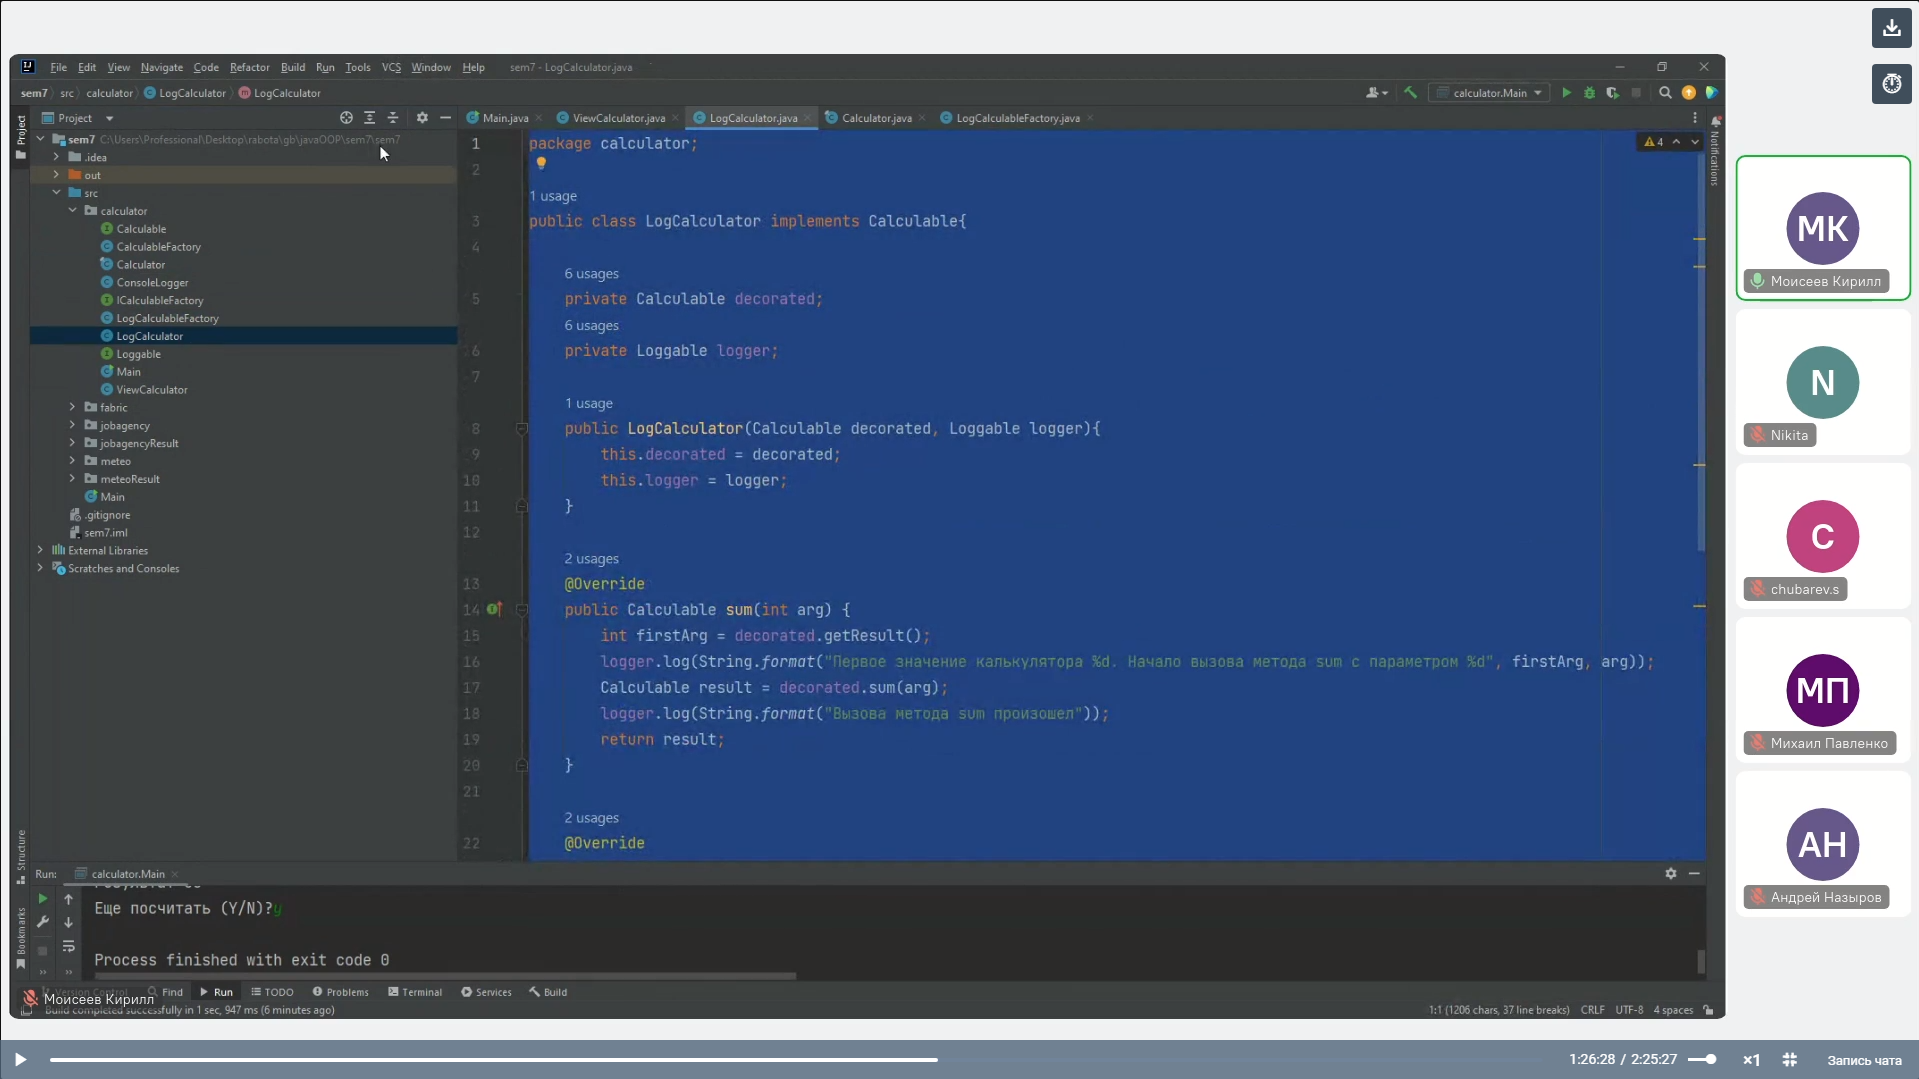 File Edit View Navigate Code Refactor Build Run Tools VCS Window Help sem7 - LogCalculator.java
sem7 src calculator LogCalculator LogCalculator
calculator.Main
Project
Main.java ViewCalculator.java LogCalculator.java Calculator.java LogCalculableFactory.java
Project
Notifications
sem7 C:\Users\Professional\Desktop\rabota\gb\javaOOP\sem7\sem7
.idea
out
src
calculator
Calculable
CalculableFactory
Calculator
ConsoleLogger
ICalculableFactory
LogCalculableFactory
LogCalculator
Loggable
Main
ViewCalculator
fabric
jobagency
jobagencyResult
meteo
meteoResult
Main
.gitignore
sem7.iml
External Libraries
Scratches and Consoles
4
1 package calculator;
2
1 usage
3 public class LogCalculator implements Calculable{
4
6 usages
5 private Calculable decorated;
6 usages
6 private Loggable logger;
7
1 usage
8 public LogCalculator(Calculable decorated, Loggable logger){
9 this.decorated = decorated;
10 this.logger = logger;
11 }
12
2 usages
13 @Override
14 public Calculable sum(int arg) {
15 int firstArg = decorated.getResult();
16 logger.log(String.format("Первое значение калькулятора %d. Начало вызова метода sum с параметром %d", firstArg, arg));
17 Calculable result = decorated.sum(arg);
18 logger.log(String.format("Вызова метода sum произошел"));
19 return result;
20 }
21
2 usages
22 @Override
Structure
Bookmarks
Run: calculator.Main
Еще посчитать (Y/N)?y
Process finished with exit code 0
Version Control Find Run TODO Problems Terminal Services Build
Моисеев Кирилл
Build completed successfully in 1 sec, 947 ms (6 minutes ago)
1:1 (1206 chars, 37 line breaks) CRLF UTF-8 4 spaces
МК
Моисеев Кирилл
N
Nikita
C
chubarev.s
МП
Михаил Павленко
АН
Андрей Назыров
1:26:28 / 2:25:27 ×1 Запись чата